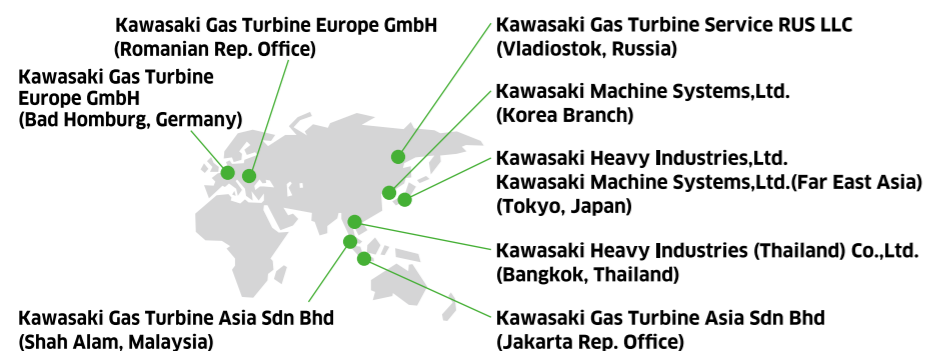 Kawasaki Gas Turbine Europe GmbH
(Romanian Rep. Office)
Kawasaki Gas Turbine
Europe GmbH
(Bad Homburg, Germany)
Kawasaki Gas Turbine Service RUS LLC
(Vladiostok, Russia)
Kawasaki Machine Systems,Ltd.
(Korea Branch)
Kawasaki Heavy Industries,Ltd.
Kawasaki Machine Systems,Ltd.(Far East Asia)
(Tokyo, Japan)
Kawasaki Heavy Industries (Thailand) Co.,Ltd.
(Bangkok, Thailand)
Kawasaki Gas Turbine Asia Sdn Bhd
(Shah Alam, Malaysia)
Kawasaki Gas Turbine Asia Sdn Bhd
(Jakarta Rep. Office)